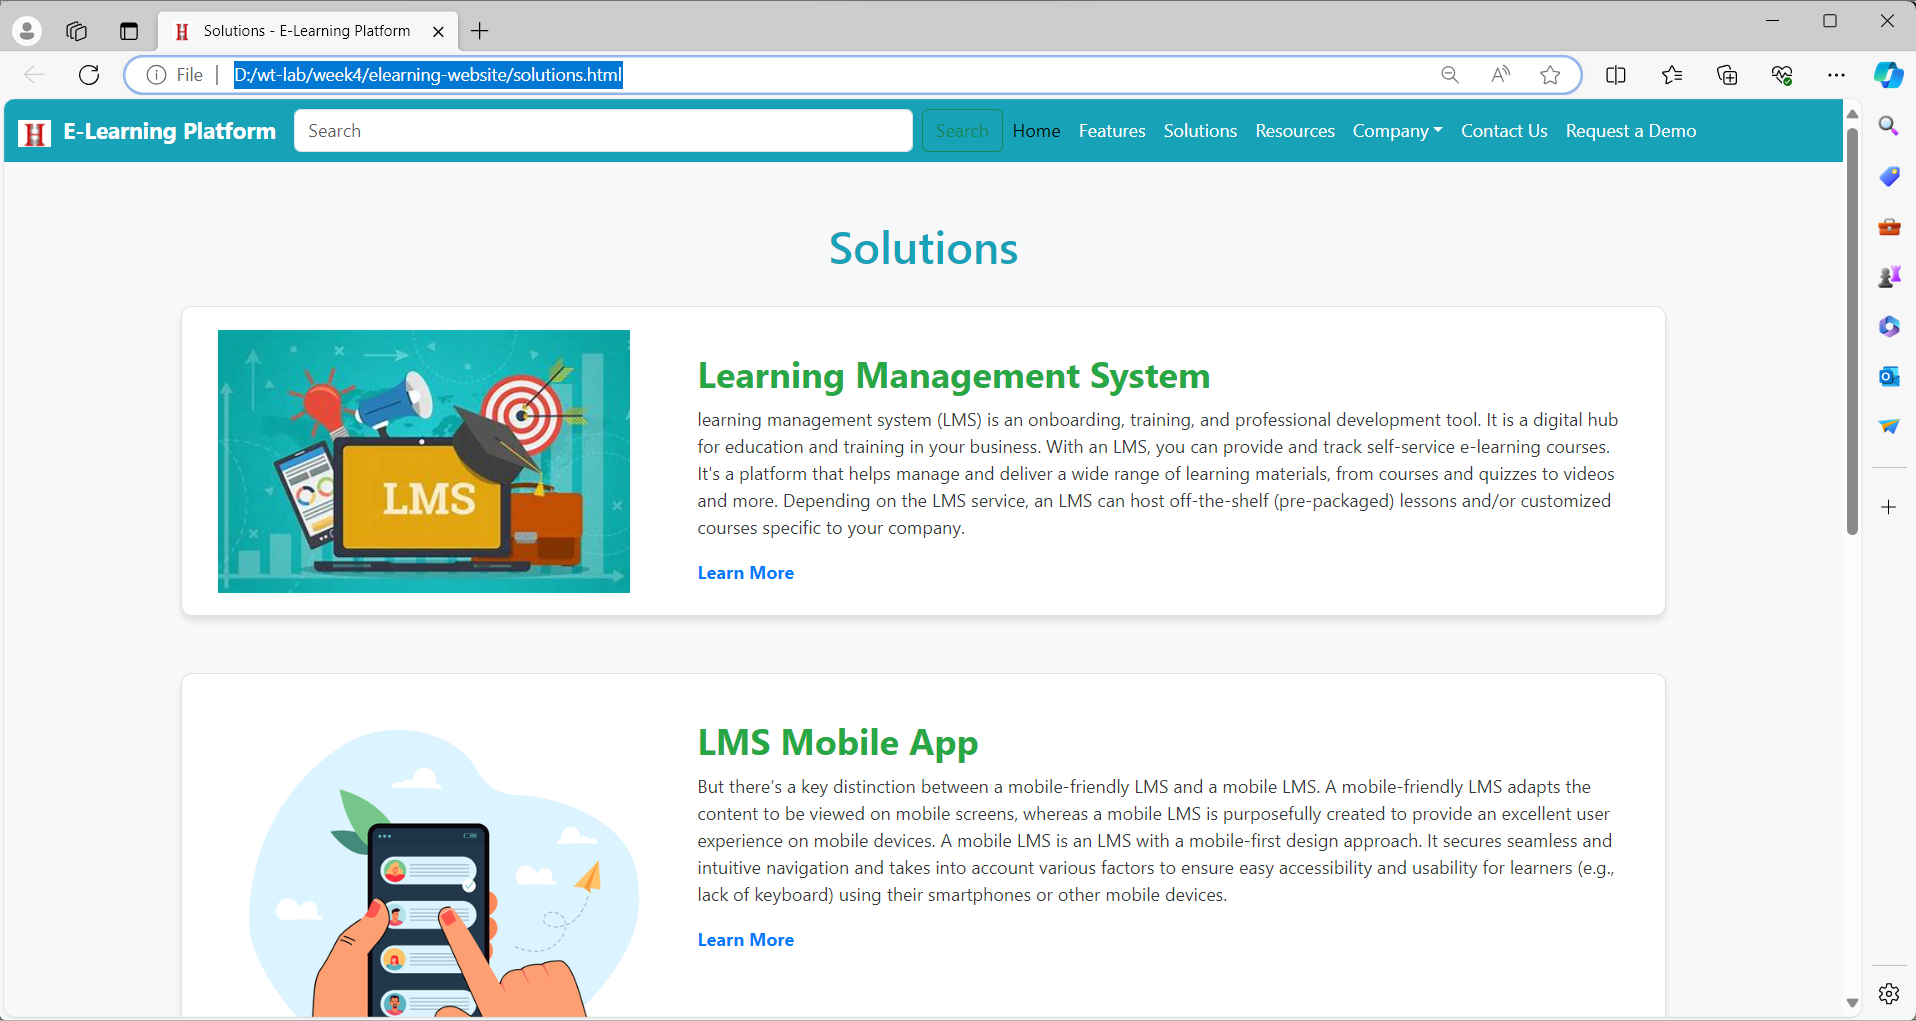 Solutions - E-Learning Platform
File
D:/wt-lab/week4/elearning-website/solutions.html
H E-Learning Platform Search Search Home Features Solutions Resources Company Contact Us Request a Demo
Solutions
LMS
Learning Management System
learning management system (LMS) is an onboarding, training, and professional development tool. It is a digital hub
for education and training in your business. With an LMS, you can provide and track self-service e-learning courses.
It's a platform that helps manage and deliver a wide range of learning materials, from courses and quizzes to videos
and more. Depending on the LMS service, an LMS can host off-the-shelf (pre-packaged) lessons and/or customized
courses specific to your company.
Learn More
LMS Mobile App
But there’s a key distinction between a mobile-friendly LMS and a mobile LMS. A mobile-friendly LMS adapts the
content to be viewed on mobile screens, whereas a mobile LMS is purposefully created to provide an excellent user
experience on mobile devices. A mobile LMS is an LMS with a mobile-first design approach. It secures seamless and
intuitive navigation and takes into account various factors to ensure easy accessibility and usability for learners (e.g.,
lack of keyboard) using their smartphones or other mobile devices.
Learn More